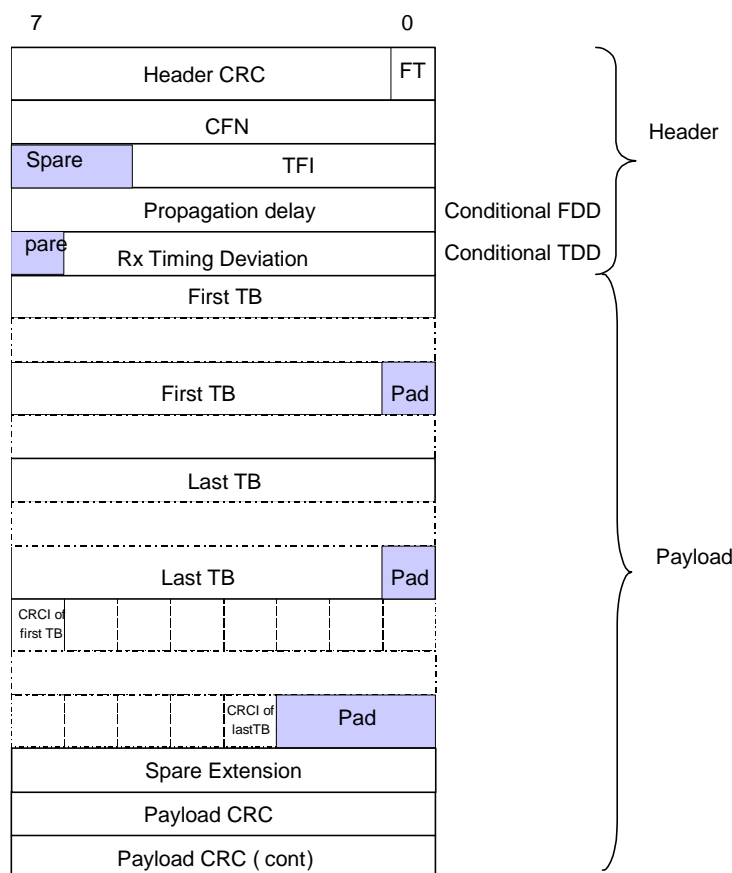 7 0
Header CRC FT
CFN
Header
Spare TFI
Propagation delay Conditional FDD
pare Rx Timing Deviation Conditional TDD
First TB
First TB Pad
Last TB
Last TB Pad
Payload
CRCI of
first TB
CRCI of
lastTB
Pad
Spare Extension
Payload CRC
Payload CRC ( cont)